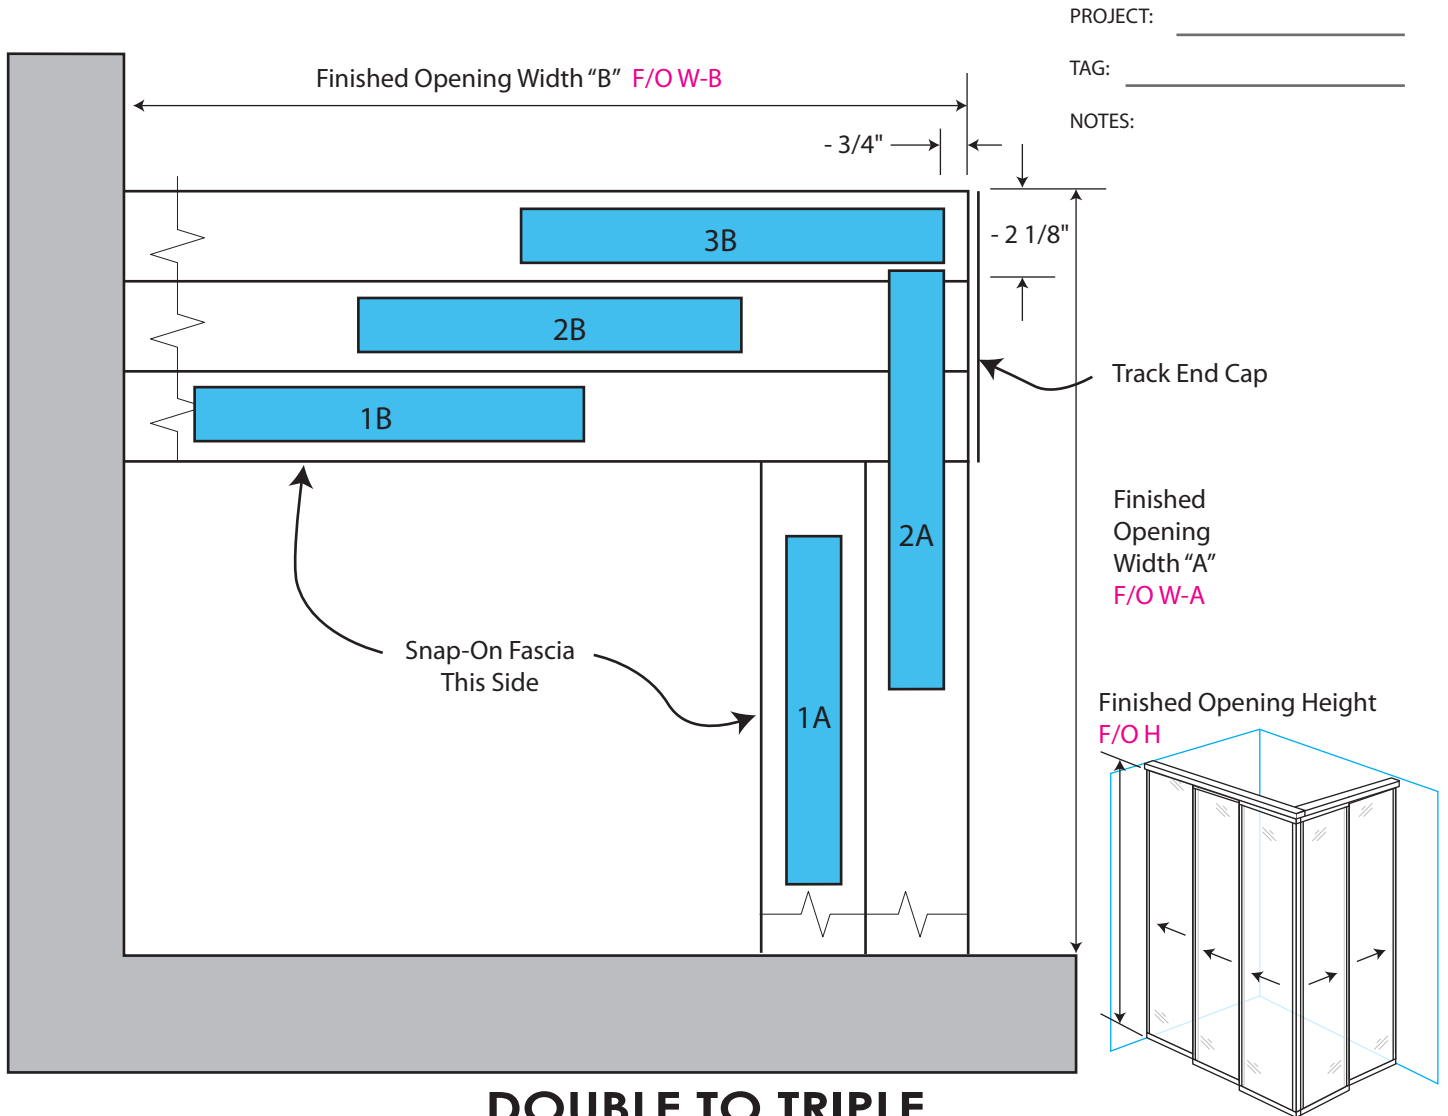 PROJECT:
TAG:
NOTES:
Finished Opening Width “B” F/O W-B
- 3/4"
- 2 1/8"
3B
2B
1B
2A
1A
Track End Cap
Finished
Opening
Width “A”
F/O W-A
Snap-On Fascia
This Side
Finished Opening Height
F/O H
DOUBLE TO TRIPLE